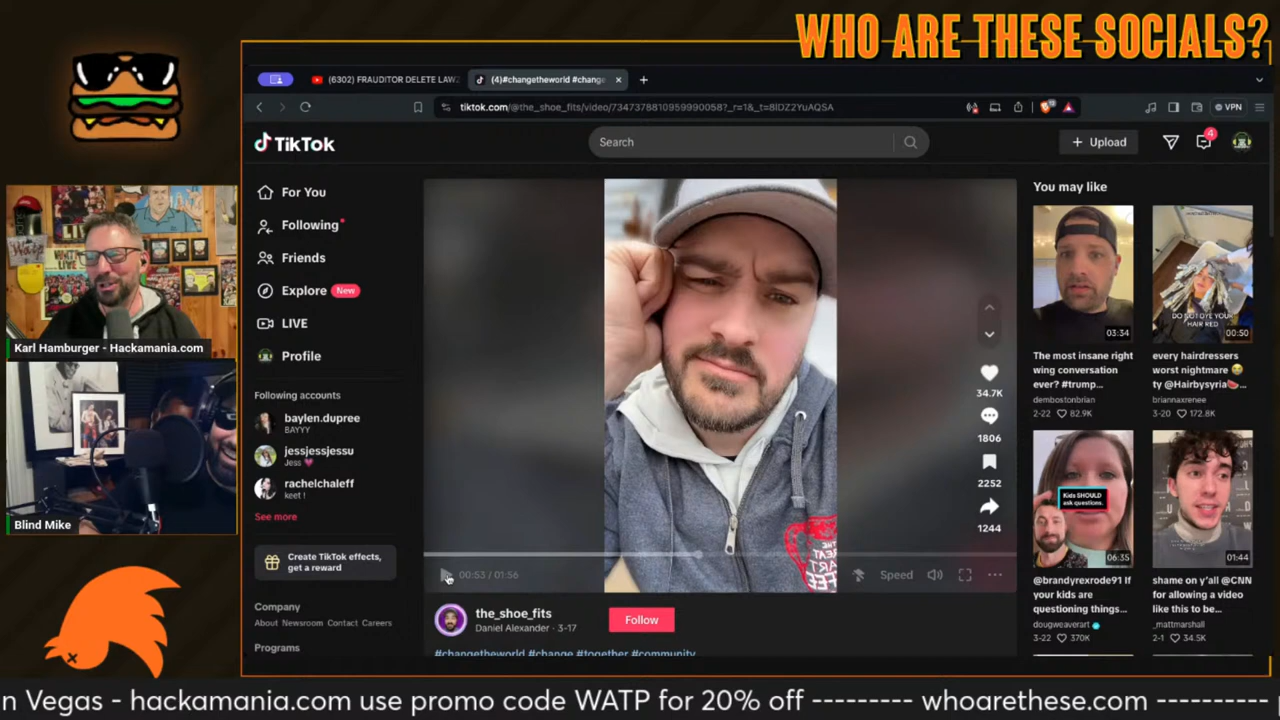 WHO ARE THESE SOCIALS?
(6302) FRAUDITOR DELETE LAW
(4)#changetheworld #chang
tiktok.com/@the_shoe_fits/video/7347378810959990058?_r=1&_t=8lDZ2YuAQSA
VPN
TikTok
Search
Upload
4
For You
Following
Friends
Explore New
LIVE
Profile
Following accounts
baylen.dupree
BAYYY
jessjessjessu
Jess
rachelchaleff
keet !
See more
Create TikTok effects,
get a reward
Company
About Newsroom Contact Careers
Programs
34.7K
1806
2252
1244
00:53 / 01:56
Speed
the_shoe_fits
Daniel Alexander · 3-17
Follow
#changetheworld #change #together #community
You may like
03:34
The most insane right
wing conversation
ever? #trump...
dembostonbrian
2-22 82.9K
DO NOT DYE YOUR
HAIR RED
00:50
every hairdressers
worst nightmare
ty @Hairbysyria
briannaxrenee
3-20 172.8K
Kids SHOULD
ask questions.
06:35
@brandyrexrode91 If
your kids are
questioning things...
dougweaverart
3-22 370K
01:44
shame on y'all @CNN
for allowing a video
like this to be...
_mattmarshall
2-1 34.5K
Karl Hamburger - Hackamania.com
Blind Mike
n Vegas - hackamania.com use promo code WATP for 20% off --------- whoarethese.com ----------